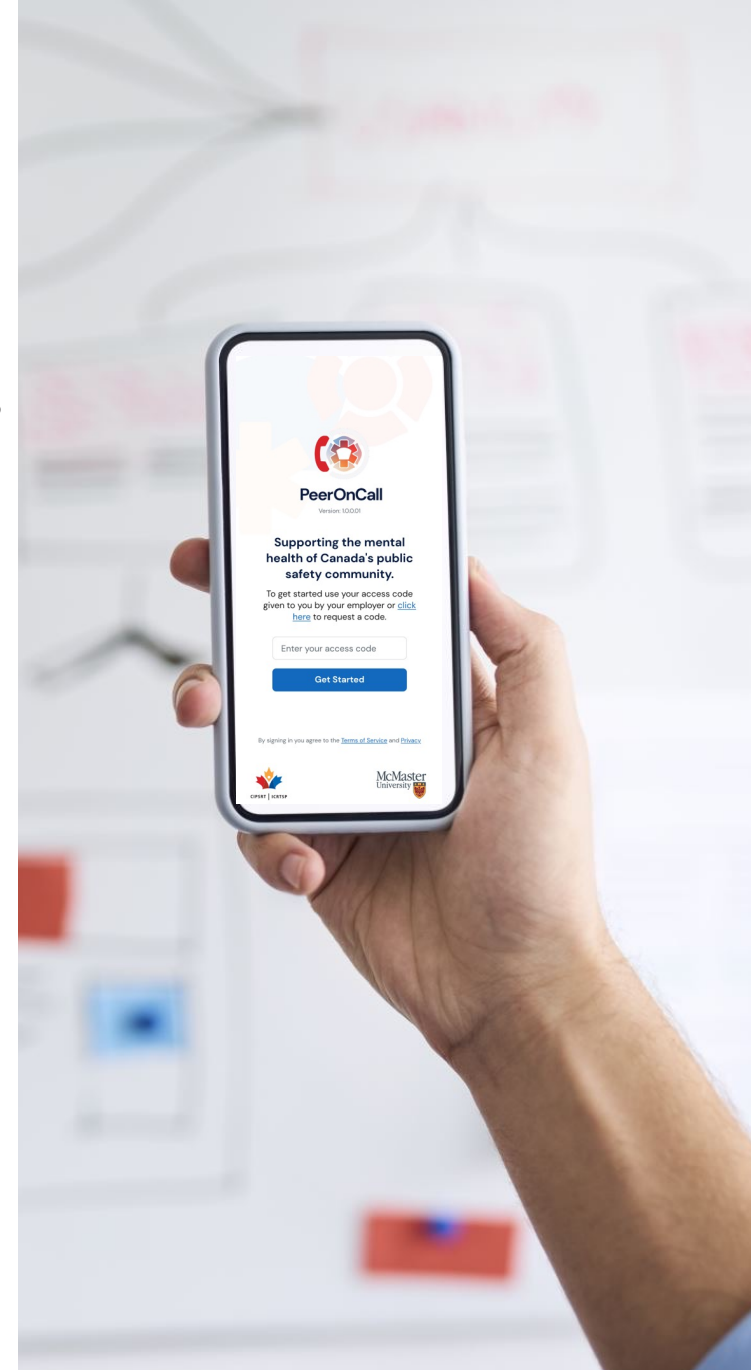 PeerOnCall
Version: 1.0.0.01
Supporting the mental
health of Canada's public
safety community.
To get started use your access code
given to you by your employer or click
here to request a code.
Enter your access code
Get Started
By signing in you agree to the Terms of Service and Privacy
CIPSRT | ICRTSP
McMaster
University